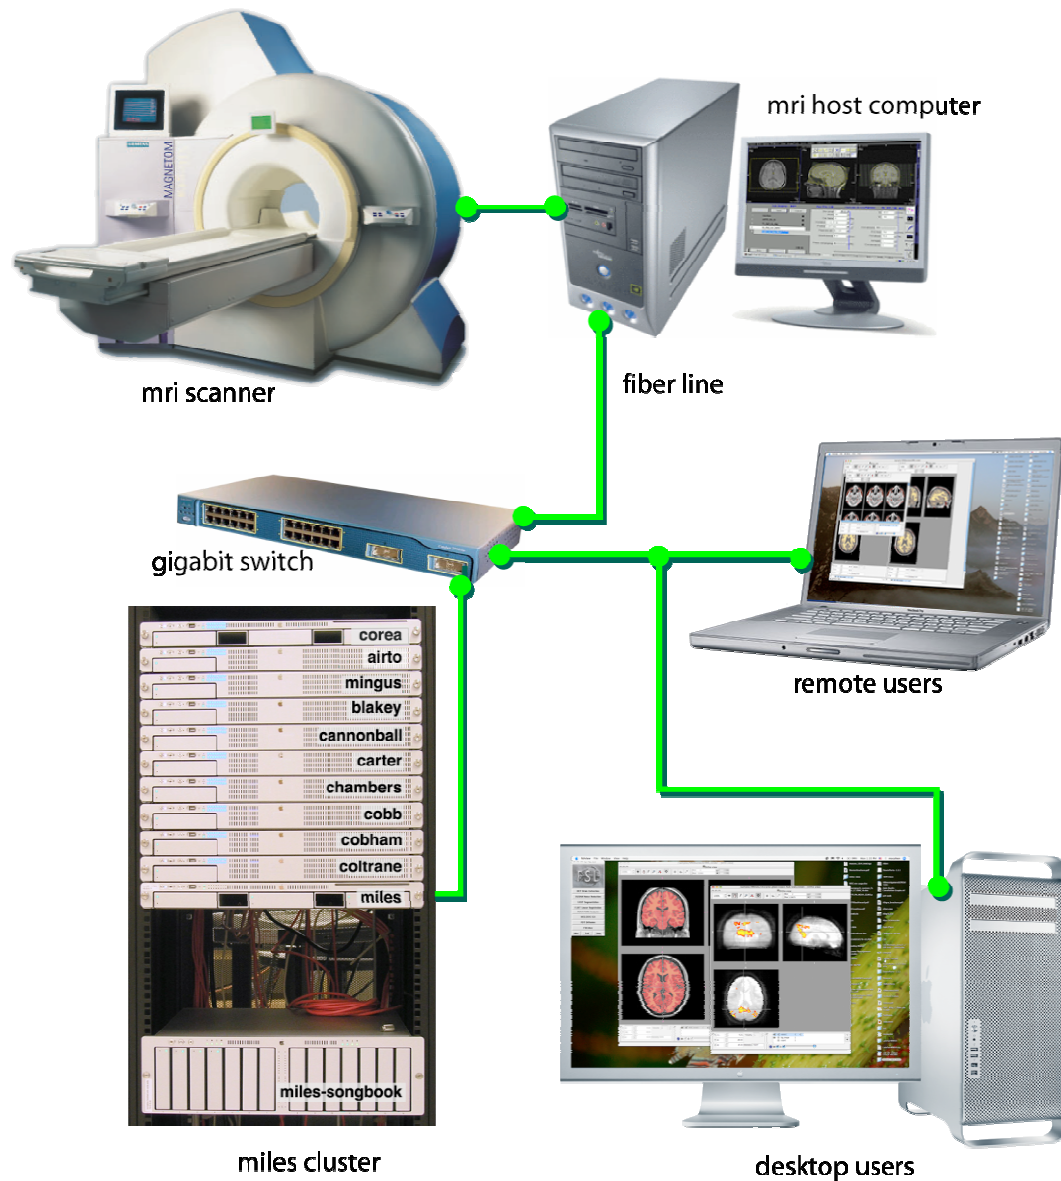 mri host computer
SIEMENS
MAGNETOM
mri scanner
fiber line
gigabit switch
corea
airto
mingus
blakey
cannonball
carter
chambers
cobb
cobham
coltrane
miles
miles-songbook
miles cluster
remote users
FSL
desktop users